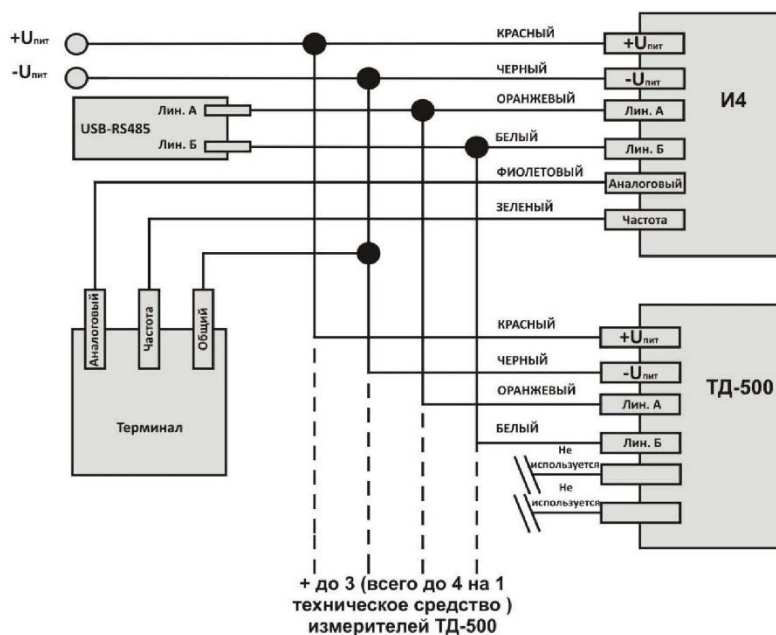 +Uпит
-Uпит
КРАСНЫЙ
+Uпит
ЧЕРНЫЙ
-Uпит
И4
Лин. А
USB-RS485
Лин. Б
ОРАНЖЕВЫЙ
Лин. А
БЕЛЫЙ
Лин. Б
ФИОЛЕТОВЫЙ
Аналоговый
ЗЕЛЕНЫЙ
Частота
Аналоговый
Частота
Общий
Терминал
КРАСНЫЙ
+Uпит
ЧЕРНЫЙ
-Uпит
ТД-500
ОРАНЖЕВЫЙ
Лин. А
БЕЛЫЙ
Лин. Б
Не
используется
Не
используется
+ до 3 (всего до 4 на 1
техническое средство )
измерителей ТД-500